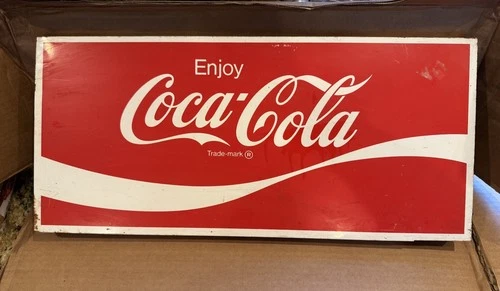 Enjoy
Coca-Cola
Trade-mark ®